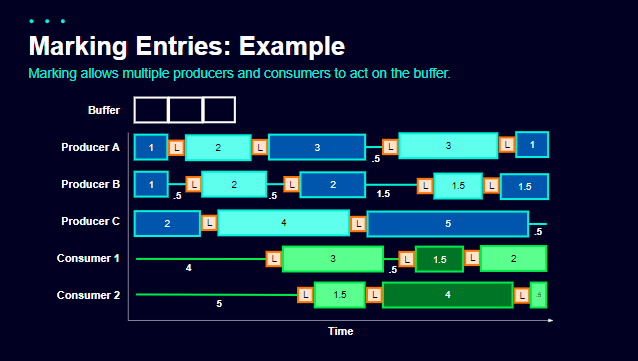 Marking Entries: Example
Marking allows multiple producers and consumers to act on the buffer.
Buffer
Producer A 1 L 2 L 3 .5 L 3 L 1
Producer B 1 .5 L 2 .5 L 2 1.5 L 1.5 L 1.5
Producer C 2 L 4 L 5 .5
Consumer 1 4 L 3 .5 L 1.5 L 2
Consumer 2 5 L 1.5 L 4 L .5
Time